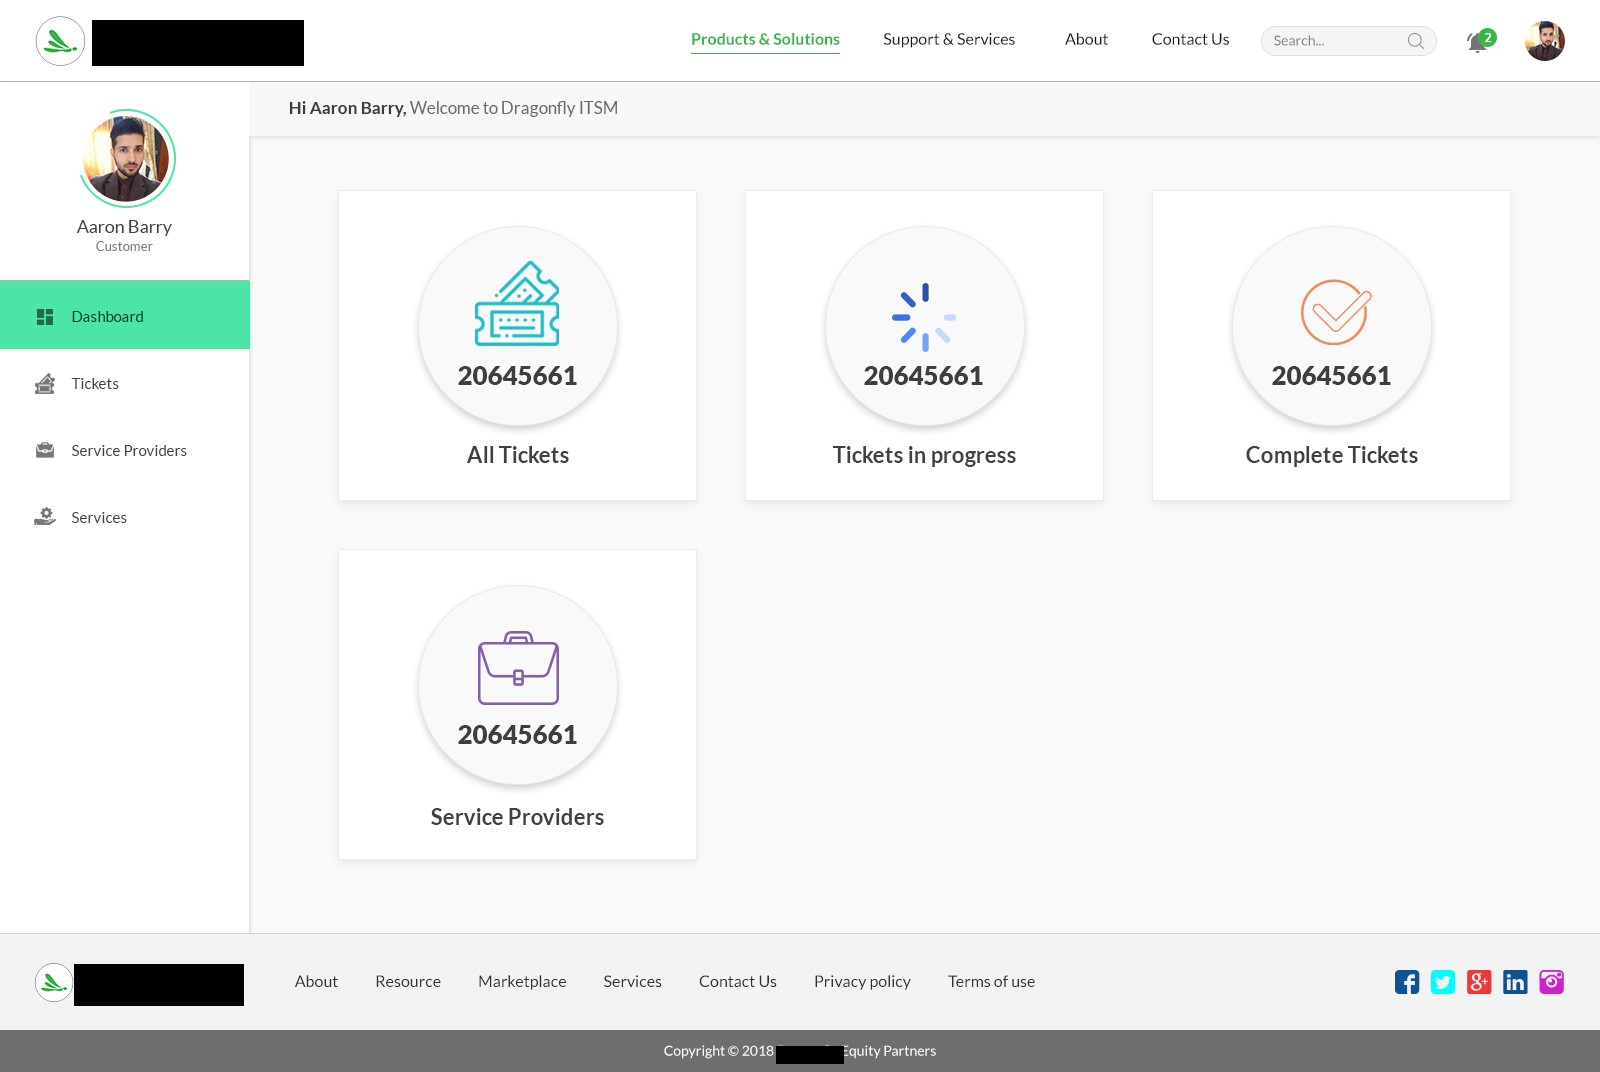 Products & Solutions
Support & Services
About
Contact Us
Search...
2
Hi Aaron Barry, Welcome to Dragonfly ITSM
Aaron Barry
Customer
Dashboard
Tickets
Service Providers
Services
20645661
All Tickets
20645661
Tickets in progress
20645661
Complete Tickets
20645661
Service Providers
About
Resource
Marketplace
Services
Contact Us
Privacy policy
Terms of use
Copyright © 2018 Equity Partners